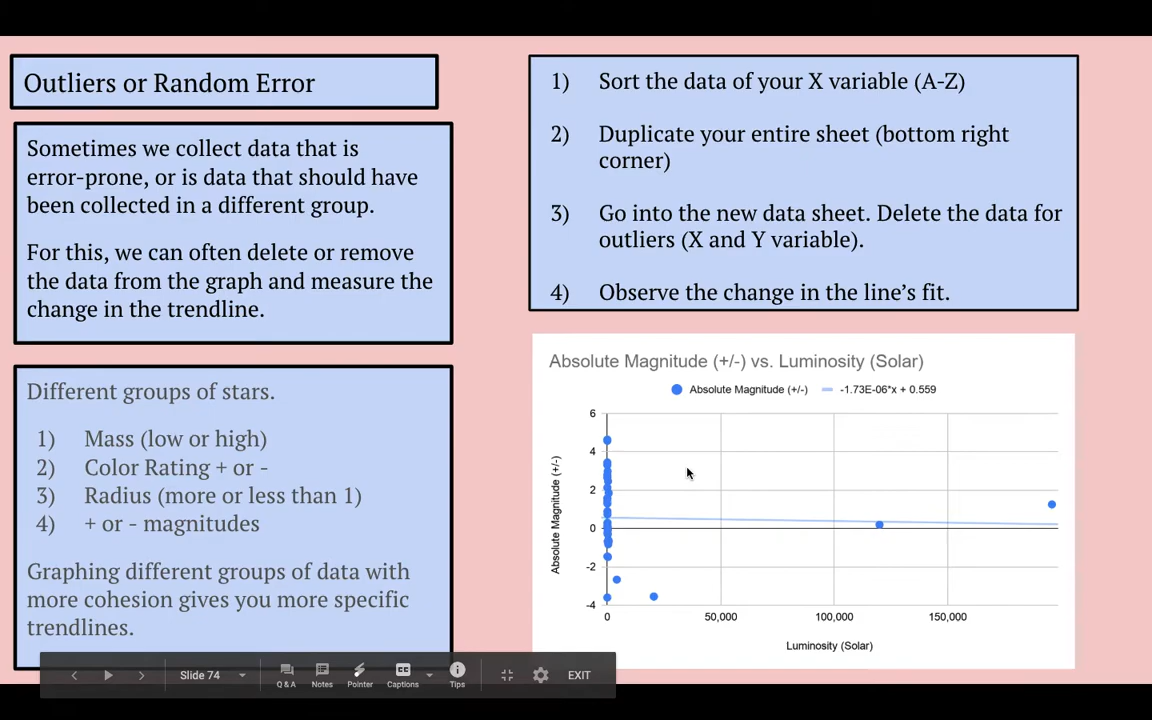 Outliers or Random Error
Sometimes we collect data that is
error-prone, or is data that should have
been collected in a different group.
For this, we can often delete or remove
the data from the graph and measure the
change in the trendline.
Different groups of stars.
1) Mass (low or high)
2) Color Rating + or -
3) Radius (more or less than 1)
4) + or - magnitudes
Graphing different groups of data with
more cohesion gives you more specific
trendlines.
1) Sort the data of your X variable (A-Z)
2) Duplicate your entire sheet (bottom right
corner)
3) Go into the new data sheet. Delete the data for
outliers (X and Y variable).
4) Observe the change in the line's fit.
Absolute Magnitude (+/-) vs. Luminosity (Solar)
Absolute Magnitude (+/-) -1.73E-06*x + 0.559
Absolute Magnitude (+/-)
6
4
2
0
-2
-4
0 50,000 100,000 150,000
Luminosity (Solar)
Slide 74
Q & A Notes Pointer CC Captions Tips EXIT